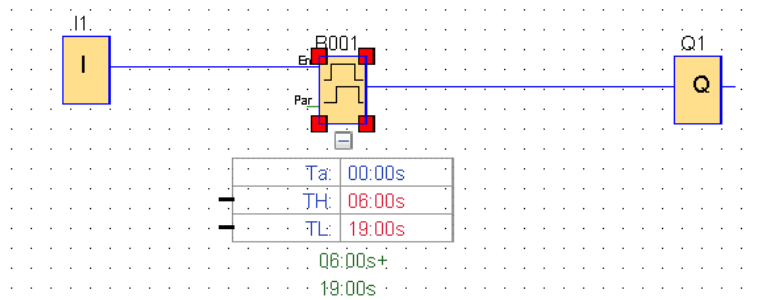 I1
I
B001
En
Par
Q1
Q
Ta: 00:00s
TH: 06:00s
TL: 19:00s
06:00s+
19:00s